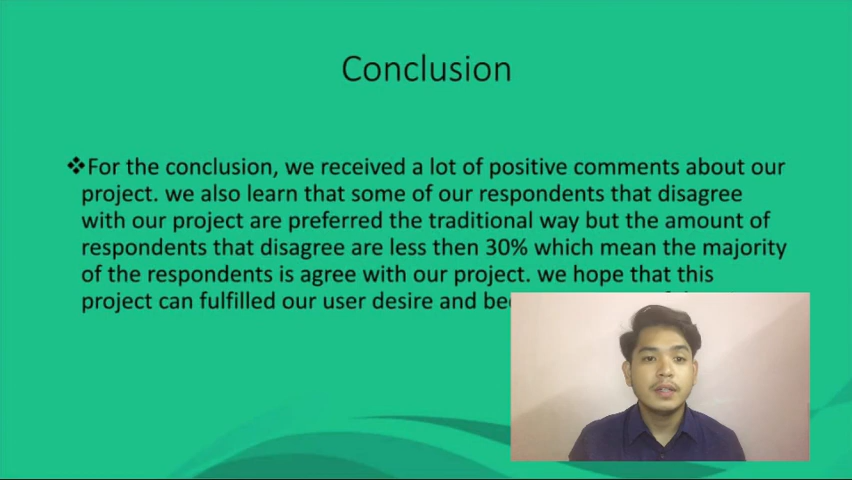 Conclusion
❖For the conclusion, we received a lot of positive comments about our
project. we also learn that some of our respondents that disagree
with our project are preferred the traditional way but the amount of
respondents that disagree are less then 30% which mean the majority
of the respondents is agree with our project. we hope that this
project can fulfilled our user desire and